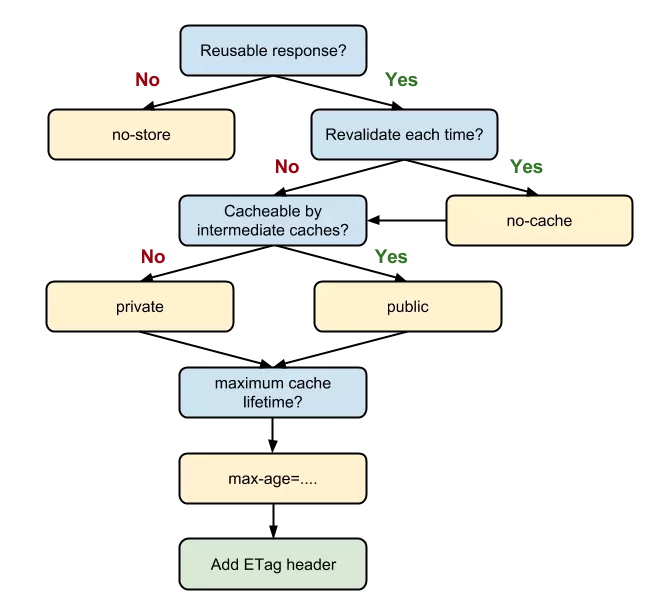 Reusable response?
No
Yes
no-store
Revalidate each time?
No
Yes
Cacheable by
intermediate caches?
no-cache
No
Yes
private
public
maximum cache
lifetime?
max-age=....
Add ETag header